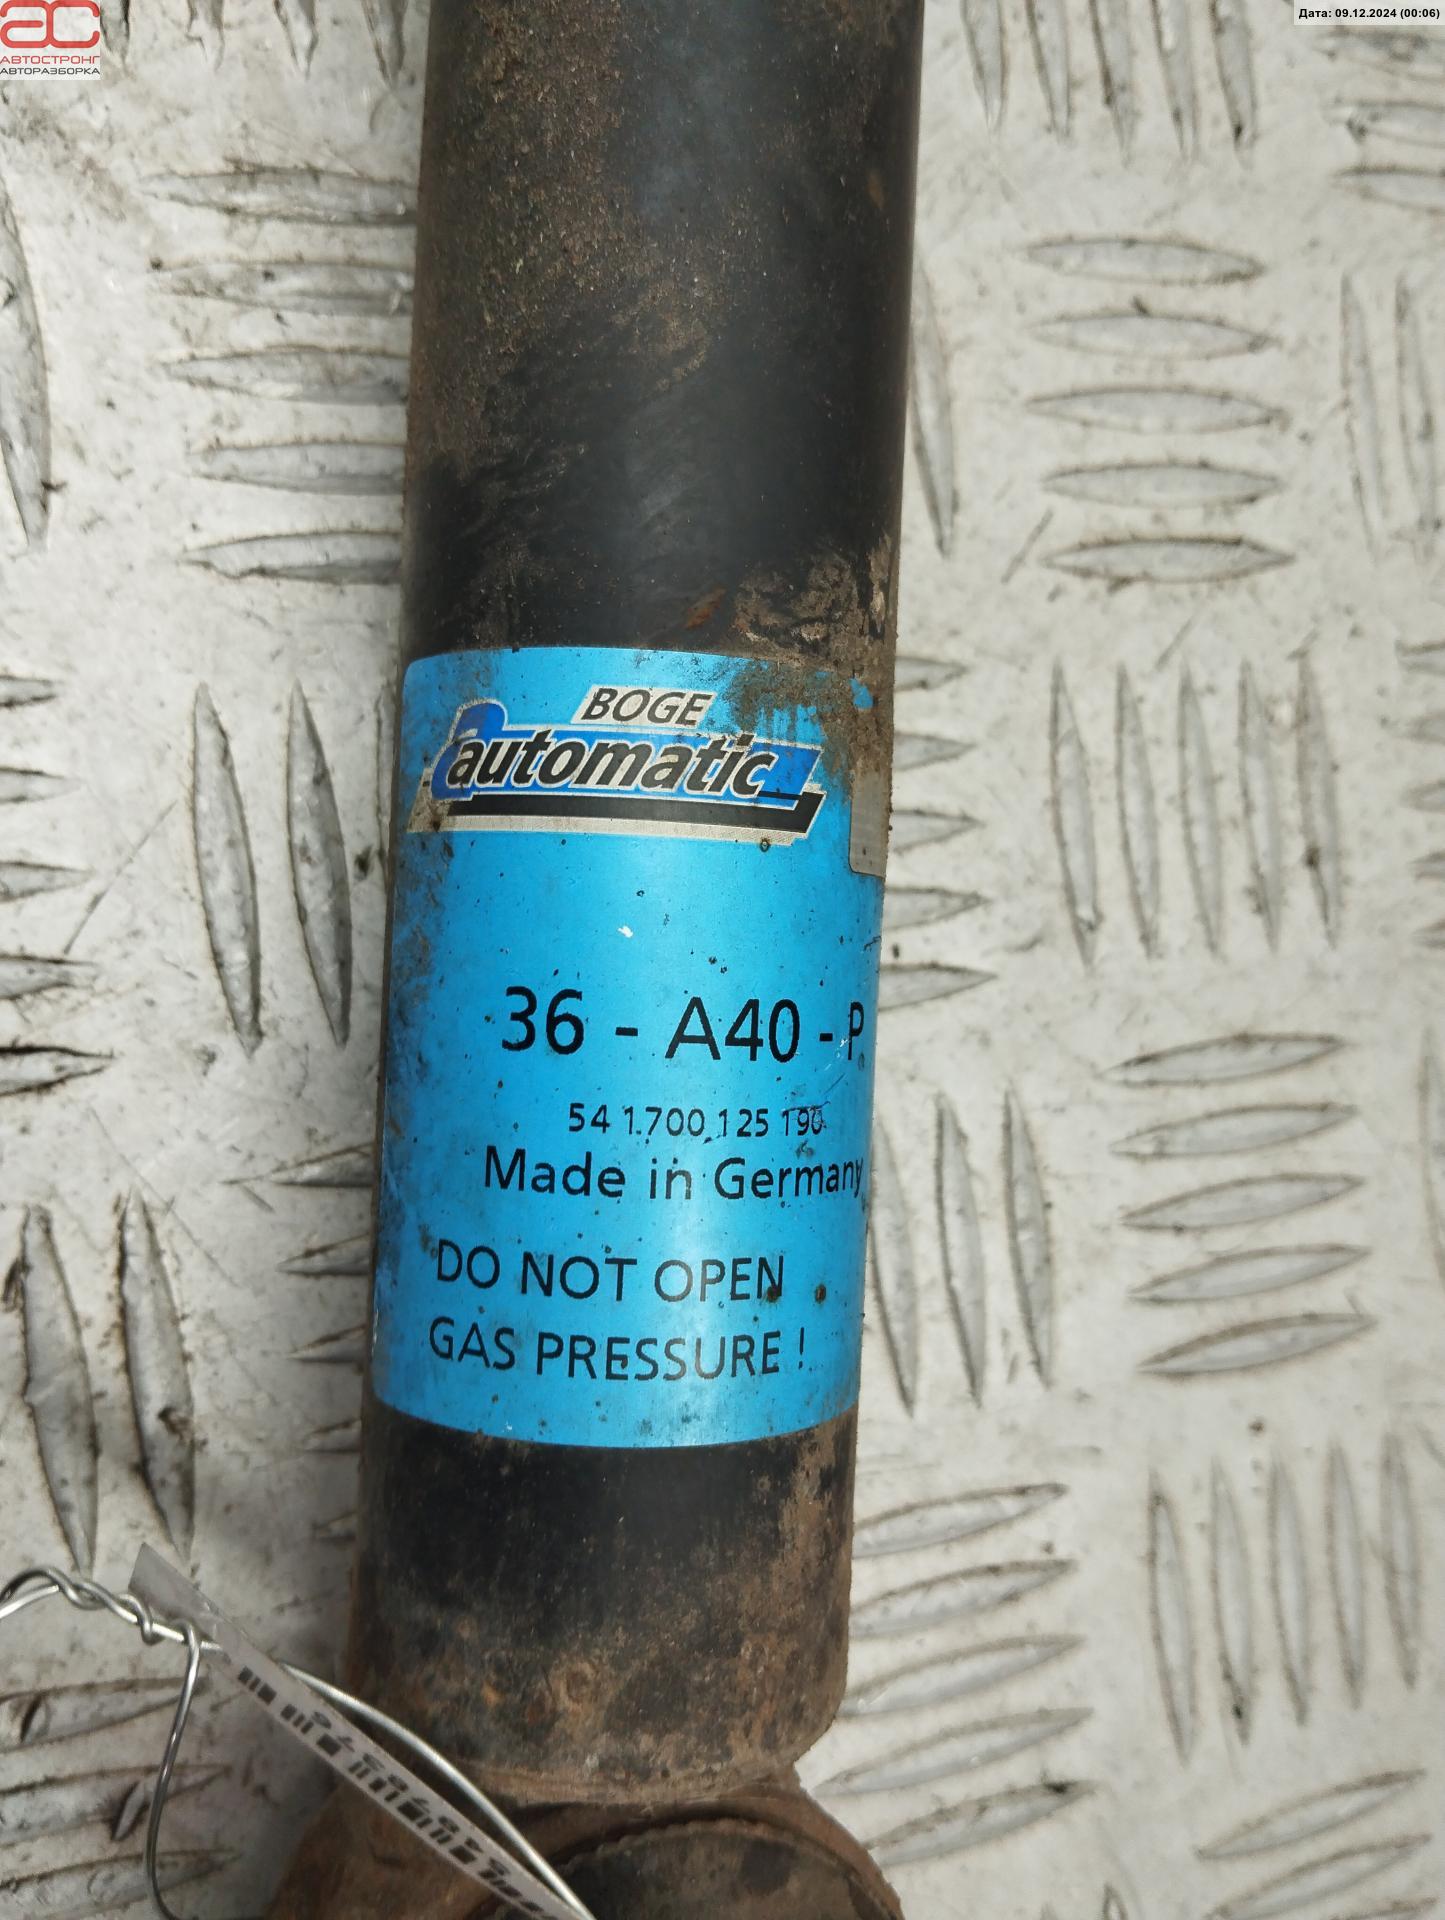 ac
АВТОСТРОНГ
АВТОРАЗБОРКА
Дата: 09.12.2024 (00:06)
BOGE
automatic
36 - A40 - P
54 1.700 125 190
Made in Germany
DO NOT OPEN
GAS PRESSURE !